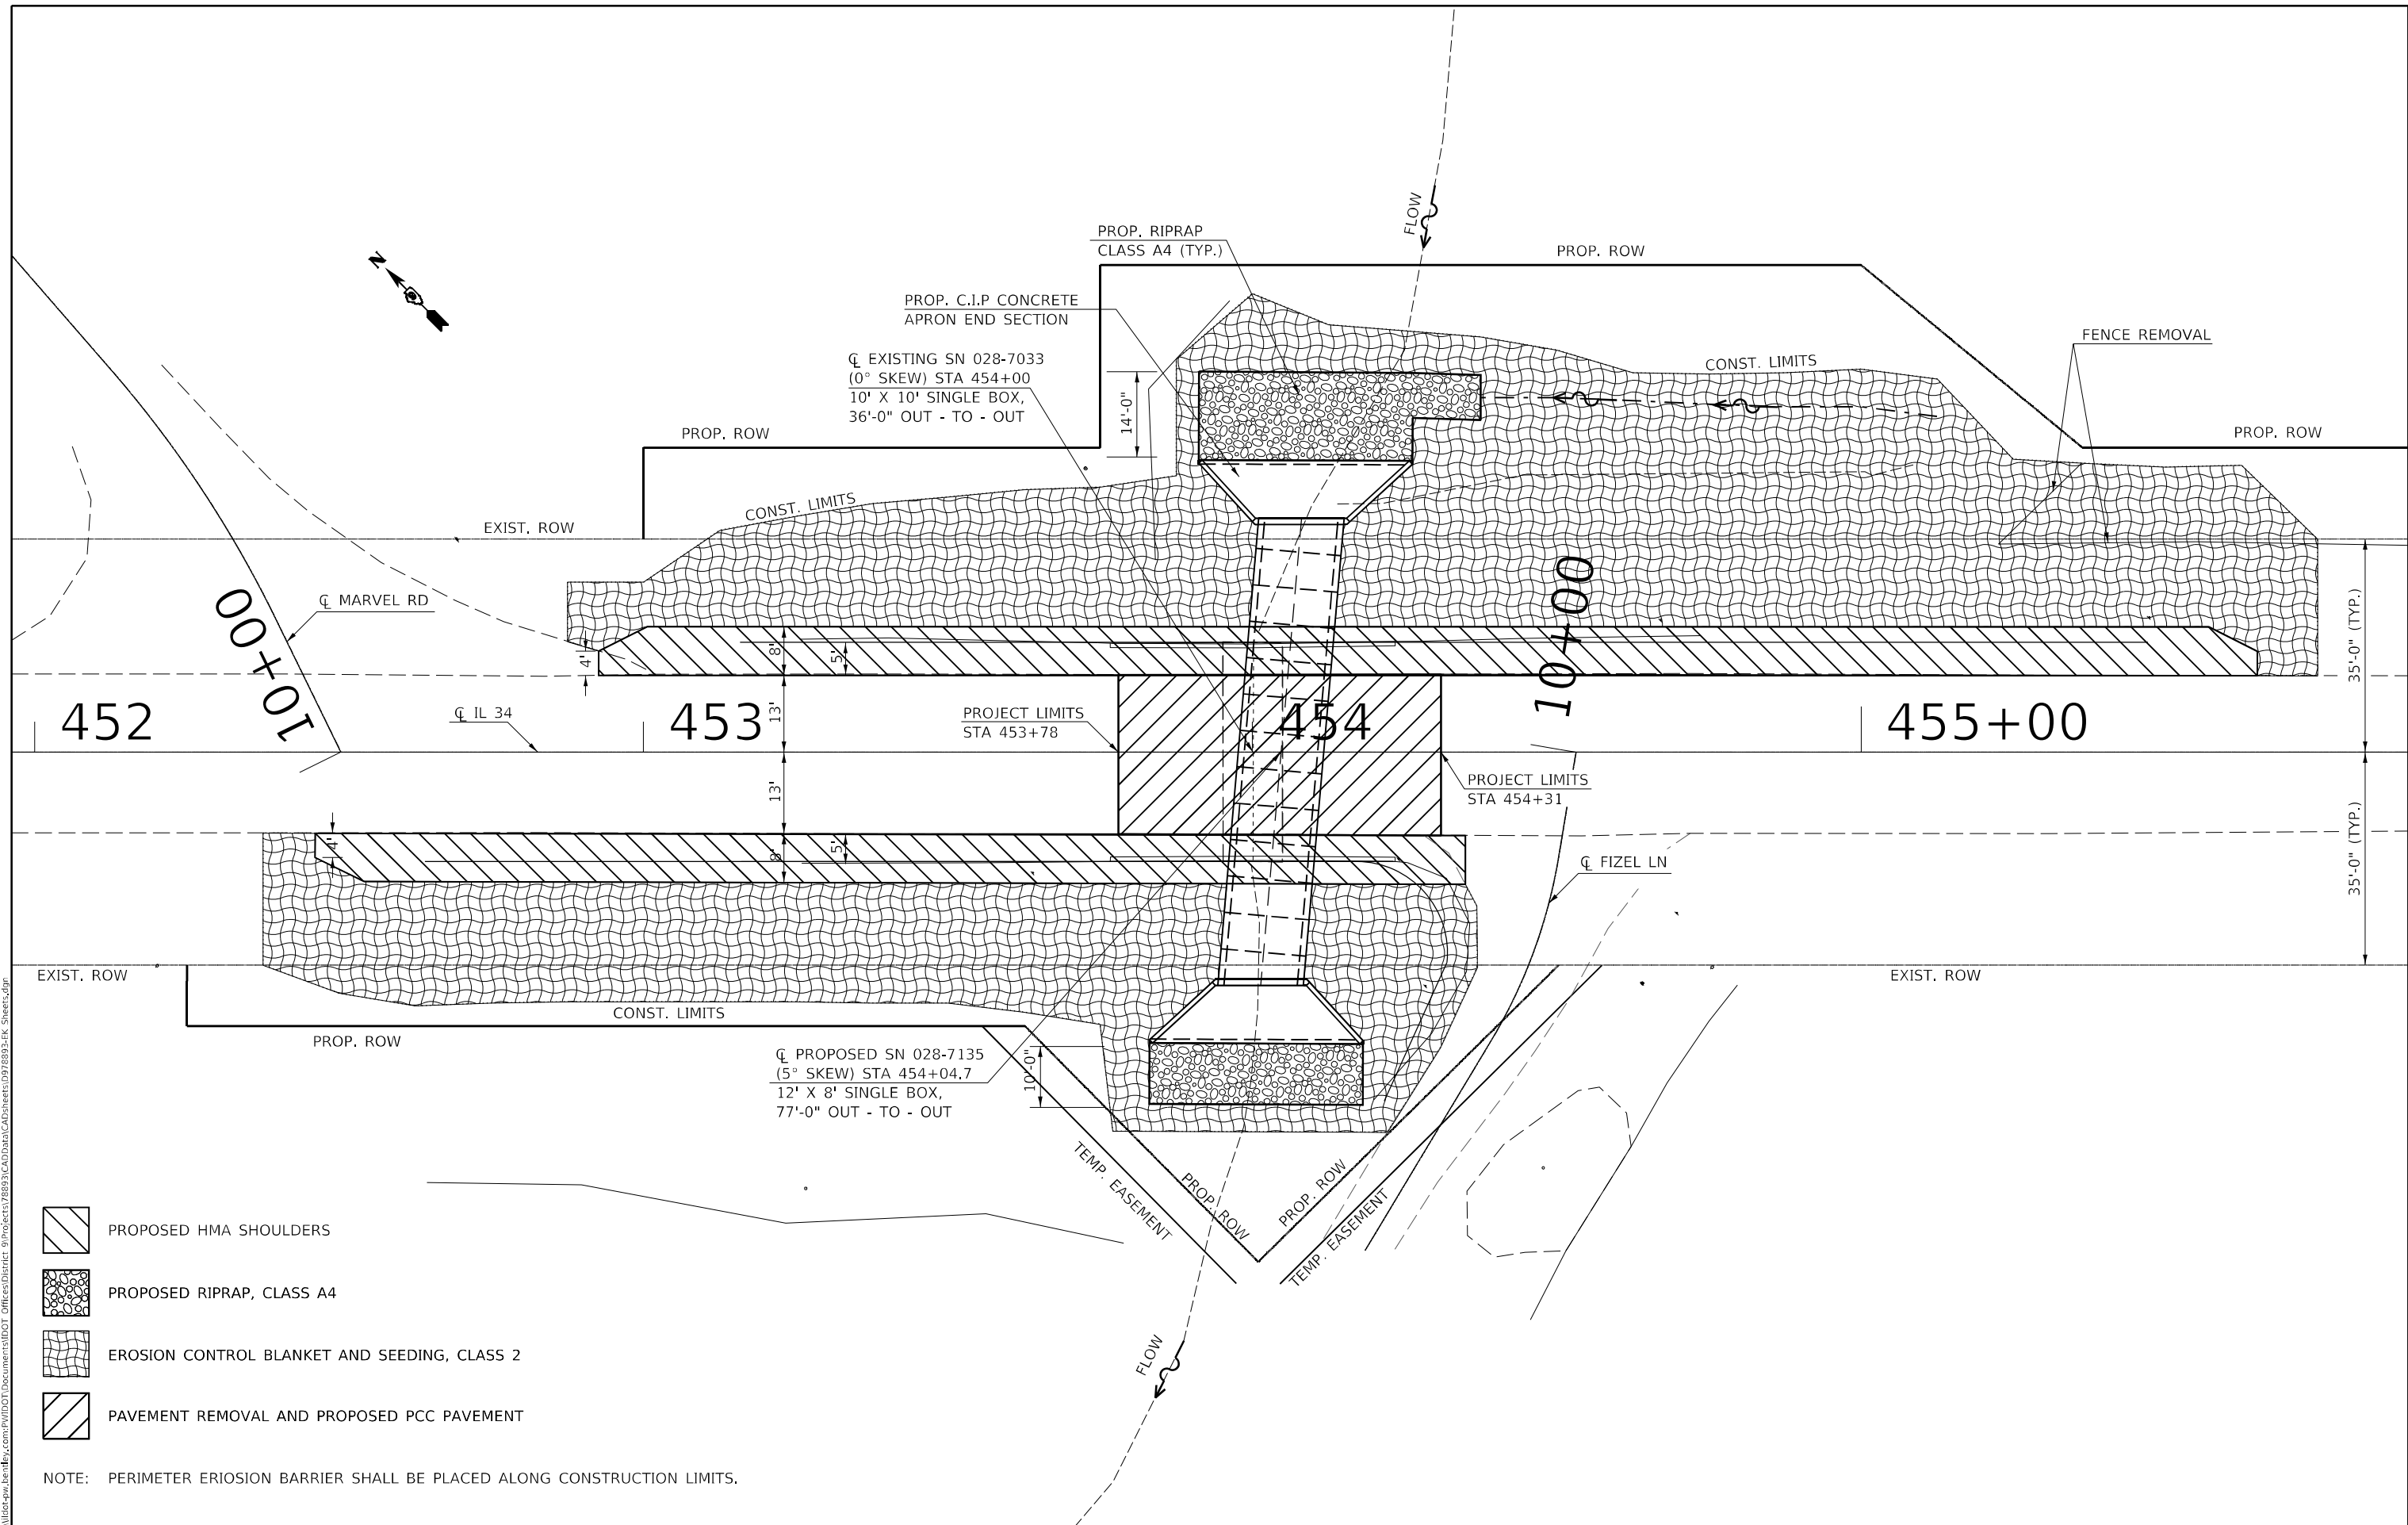 FLOW
PROP. RIPRAP
CLASS A4 (TYP.)
PROP. ROW
N
PROP. C.I.P CONCRETE
APRON END SECTION
FENCE REMOVAL
℄ EXISTING SN 028-7033
(0° SKEW) STA 454+00
10' X 10' SINGLE BOX,
36'-0" OUT - TO - OUT
CONST. LIMITS
14'-0"
PROP. ROW
PROP. ROW
CONST. LIMITS
EXIST. ROW
10+00
℄ MARVEL RD
10+00
4'
8'
5'
35'-0" (TYP.)
452
℄ IL 34
453
13'
PROJECT LIMITS
STA 453+78
454
455+00
13'
PROJECT LIMITS
STA 454+31
4'
8'
5'
℄ FIZEL LN
35'-0" (TYP.)
EXIST. ROW
EXIST. ROW
CONST. LIMITS
PROP. ROW
℄ PROPOSED SN 028-7135
(5° SKEW) STA 454+04.7
12' X 8' SINGLE BOX,
77'-0" OUT - TO - OUT
10'-0"
TEMP. EASEMENT
PROP. ROW
PROP. ROW
TEMP. EASEMENT
FLOW
PROPOSED HMA SHOULDERS
PROPOSED RIPRAP, CLASS A4
EROSION CONTROL BLANKET AND SEEDING, CLASS 2
PAVEMENT REMOVAL AND PROPOSED PCC PAVEMENT
NOTE: PERIMETER ERIOSION BARRIER SHALL BE PLACED ALONG CONSTRUCTION LIMITS.